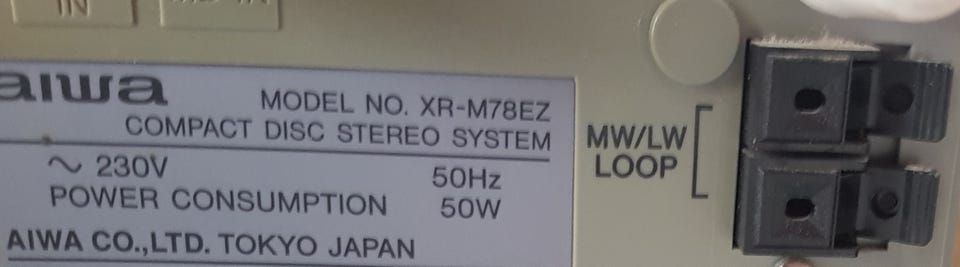 IN
aiwa
MODEL NO. XR-M78EZ
COMPACT DISC STEREO SYSTEM
~ 230V 50Hz
POWER CONSUMPTION 50W
AIWA CO.,LTD. TOKYO JAPAN
MW/LW
LOOP